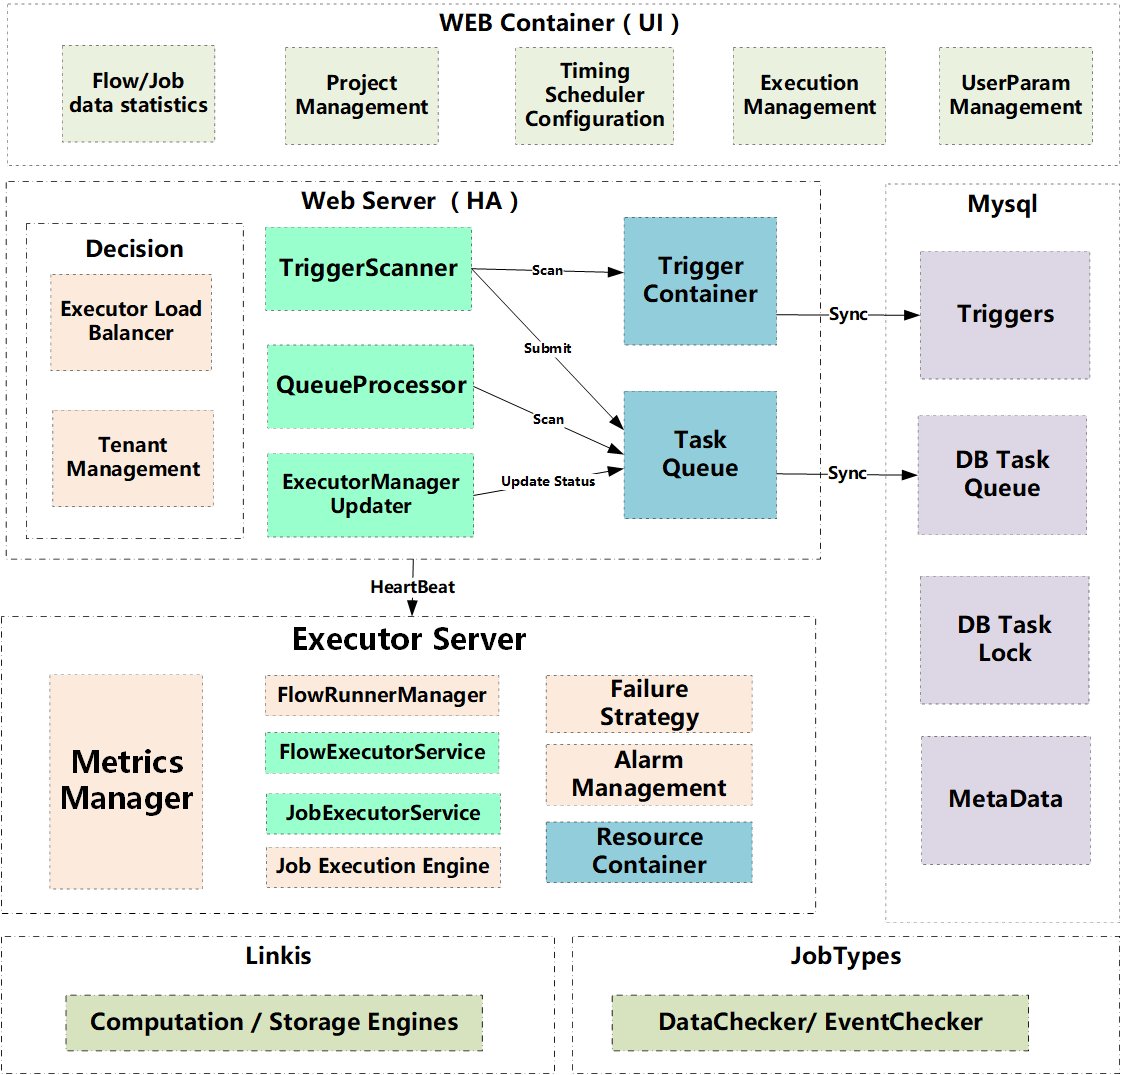 WEB Container ( UI )
Flow/Job
data statistics
Project
Management
Timing
Scheduler
Configuration
Execution
Management
UserParam
Management
Web Server ( HA )
Decision
Executor Load
Balancer
Tenant
Management
TriggerScanner
QueueProcessor
ExecutorManager
Updater
Scan
Submit
Scan
Update Status
Trigger
Container
Task
Queue
Sync
Sync
Mysql
Triggers
DB Task
Queue
DB Task
Lock
MetaData
HeartBeat
Executor Server
Metrics
Manager
FlowRunnerManager
FlowExecutorService
JobExecutorService
Job Execution Engine
Failure
Strategy
Alarm
Management
Resource
Container
Linkis
Computation / Storage Engines
JobTypes
DataChecker/ EventChecker